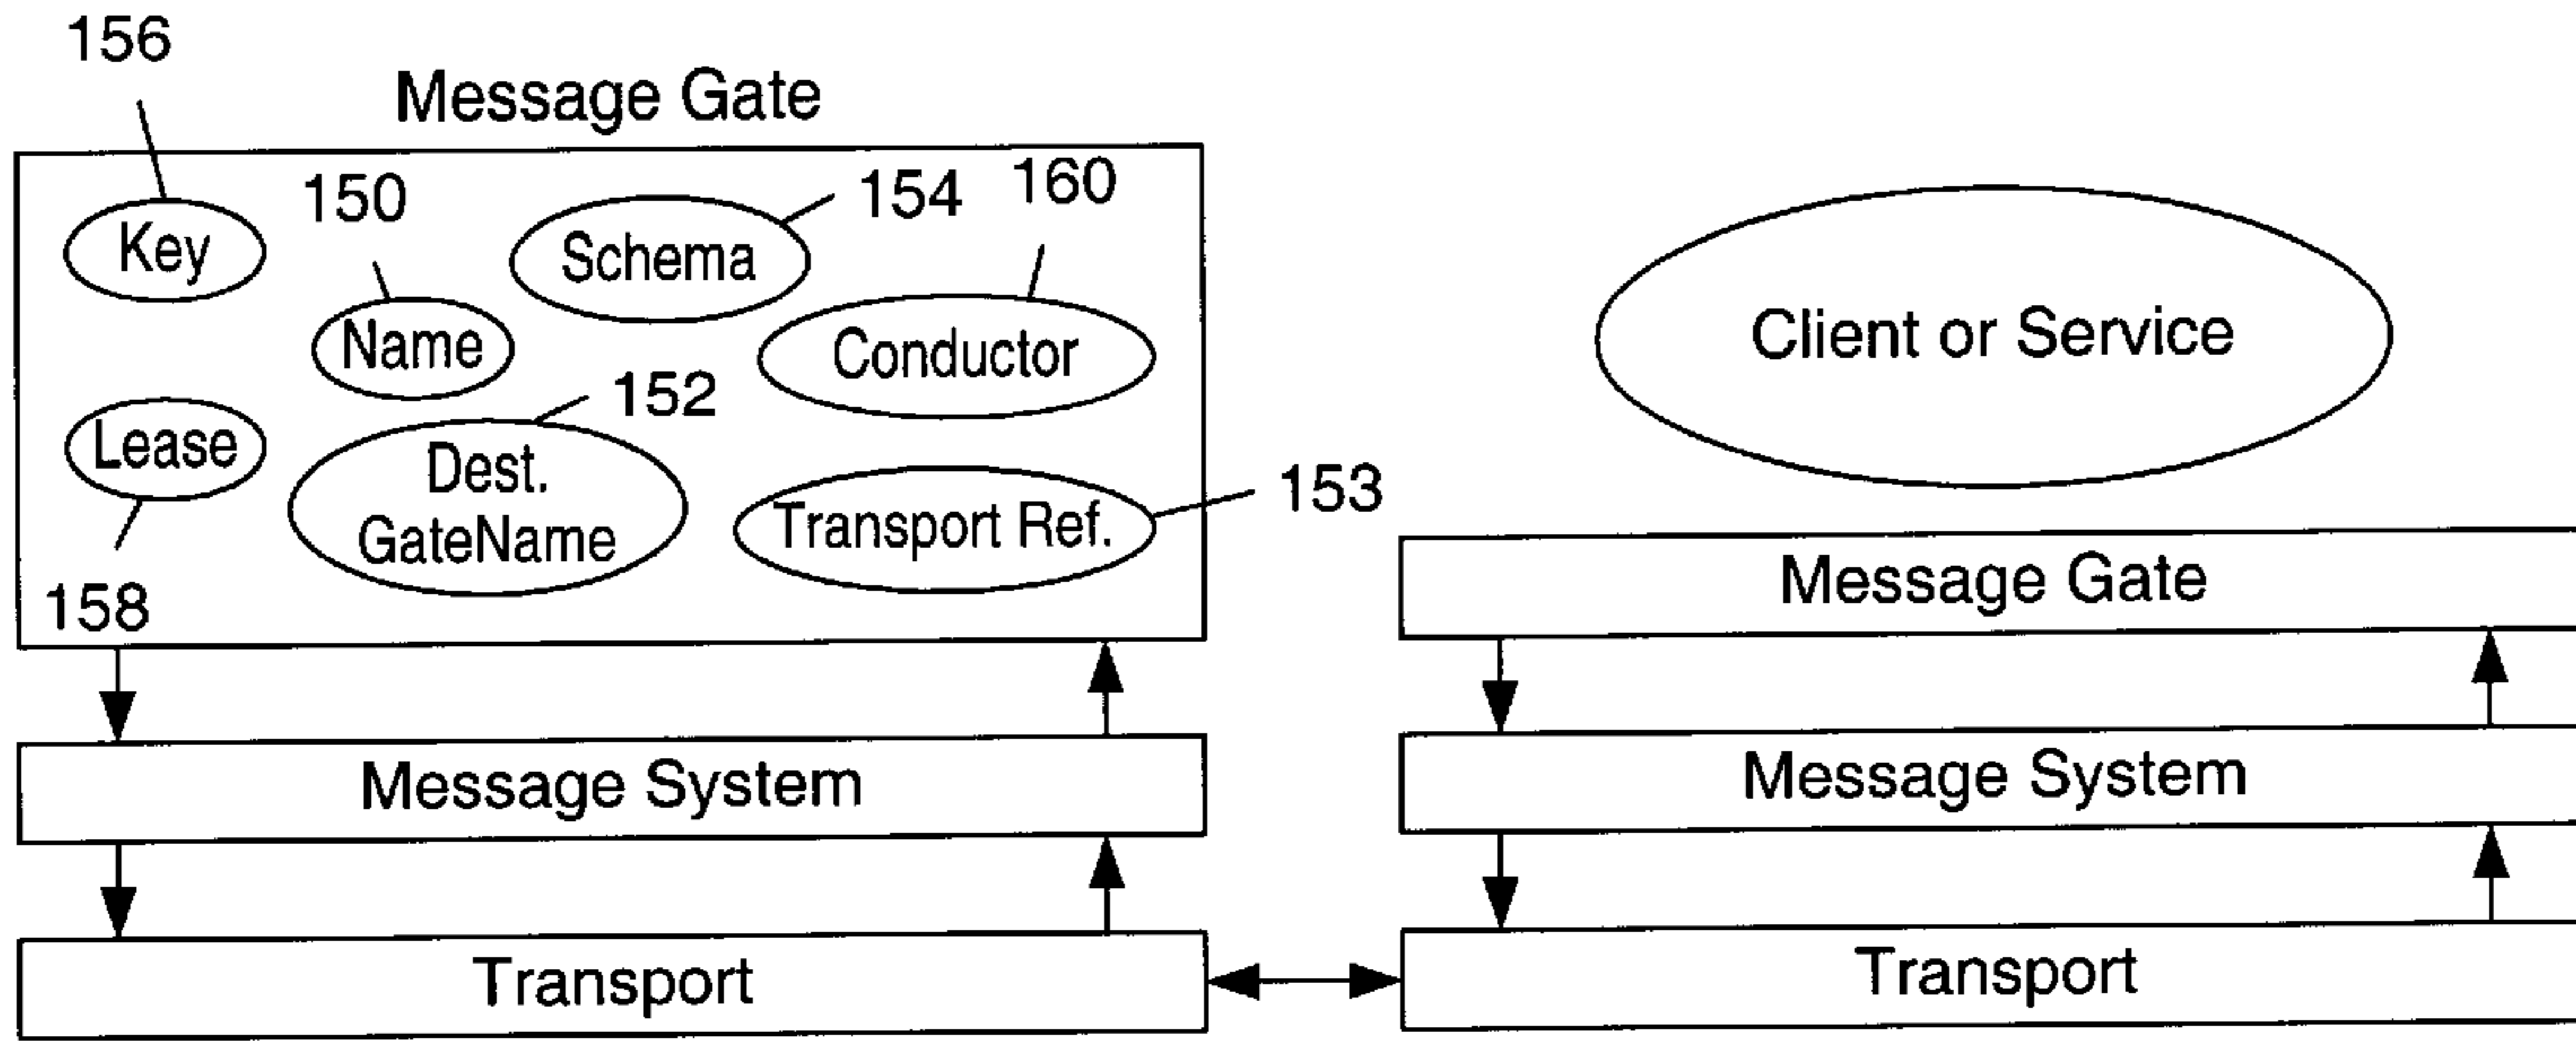 156
Message Gate
150
154
160
Key
Schema
Name
Conductor
152
Lease
Dest.
GateName
Transport Ref.
153
158
Message System
Transport
Client or Service
Message Gate
Message System
Transport